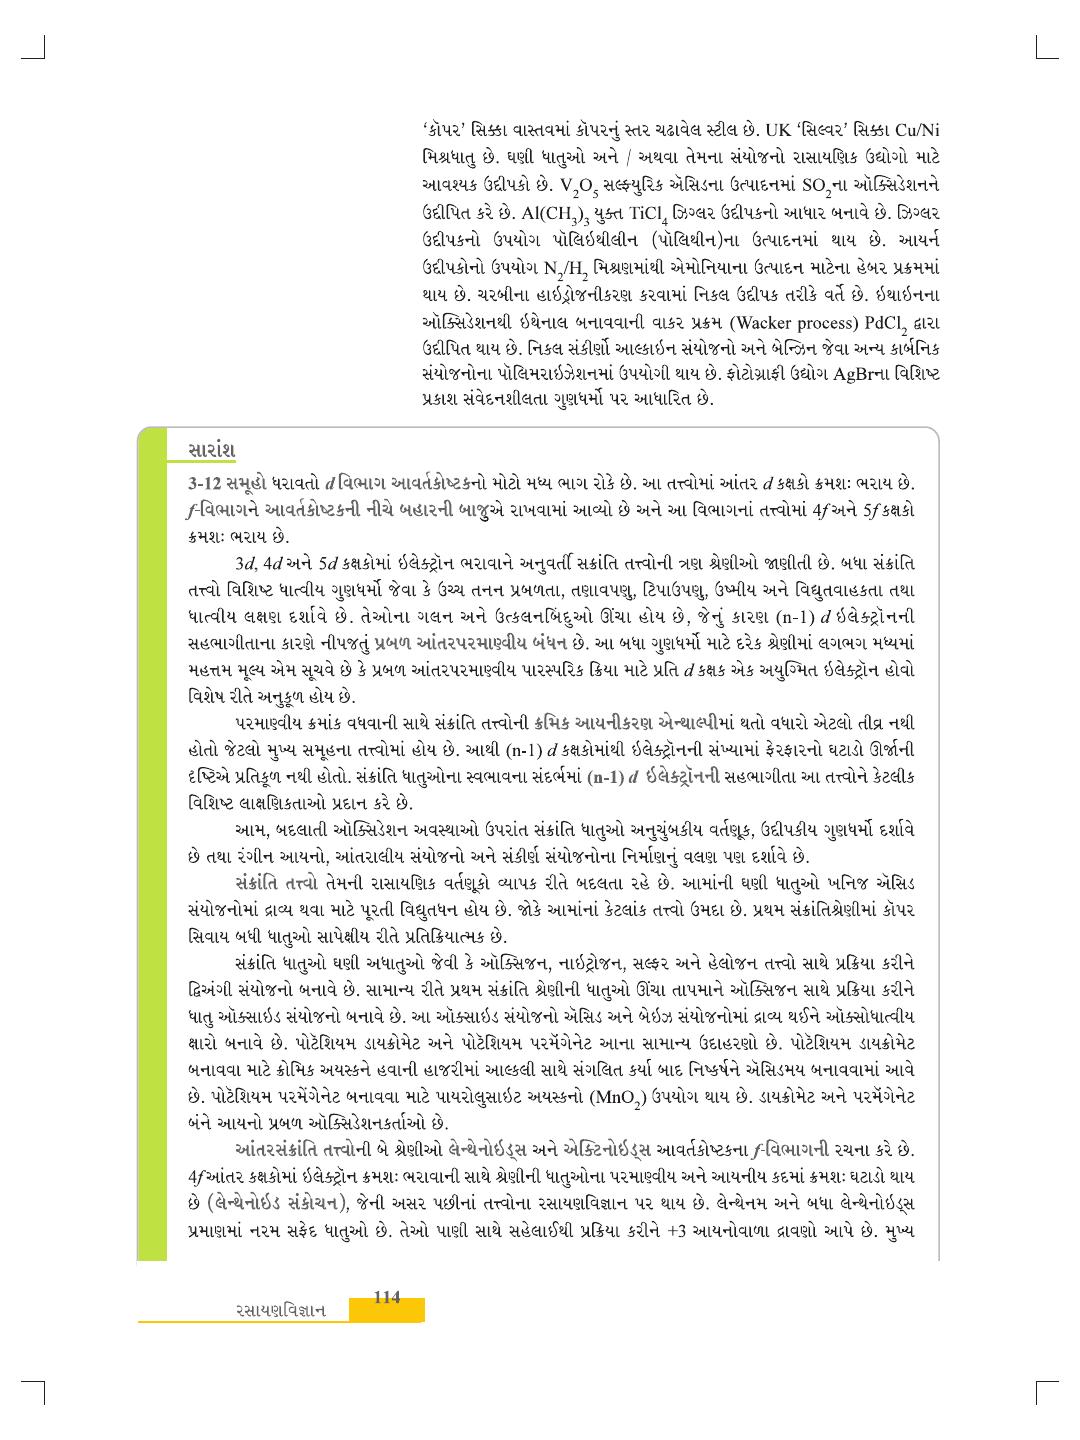 ‘કૉપર’ સિક્કા વાસ્તવમાં કૉપરનું સ્તર ચઢાવેલ સ્ટીલ છે. UK ‘સિલ્વર’ સિક્કા Cu/Ni
મિશ્રધાતુ છે. ઘણી ધાતુઓ અને / અથવા તેમના સંયોજનો રાસાયણિક ઉદ્યોગો માટે
આવશ્યક ઉદ્દીપકો છે. V₂O₅ સલ્ફ્યુરિક ઍસિડના ઉત્પાદનમાં SO₂ના ઑક્સિડેશનને
ઉદ્દીપિત કરે છે. Al(CH₃)₃ યુક્ત TiCl₄ ઝિગ્લર ઉદ્દીપકનો આધાર બનાવે છે. ઝિગ્લર
ઉદ્દીપકનો ઉપયોગ પૉલિઇથીલીન (પૉલિથીન)ના ઉત્પાદનમાં થાય છે. આયર્ન
ઉદ્દીપકોનો ઉપયોગ N₂/H₂ મિશ્રણમાંથી એમોનિયાના ઉત્પાદન માટેના હેબર પ્રક્રમમાં
થાય છે. ચરબીના હાઇડ્રોજનીકરણ કરવામાં નિકલ ઉદ્દીપક તરીકે વર્તે છે. ઇથાઇનના
ઑક્સિડેશનથી ઇથેનાલ બનાવવાની વાકર પ્રક્રમ (Wacker process) PdCl₂ દ્વારા
ઉદ્દીપિત થાય છે. નિકલ સંકીર્ણો આલ્કાઇન સંયોજનો અને બેન્ઝિન જેવા અન્ય કાર્બનિક
સંયોજનોના પૉલિમરાઇઝેશનમાં ઉપયોગી થાય છે. ફોટોગ્રાફી ઉદ્યોગ AgBrના વિશિષ્ટ
પ્રકાશ સંવેદનશીલતા ગુણધર્મો પર આધારિત છે.
સારાંશ
3-12 સમૂહો ધરાવતો d વિભાગ આવર્તકોષ્ટકનો મોટો મધ્ય ભાગ રોકે છે. આ તત્ત્વોમાં આંતર d કક્ષકો ક્રમશઃ ભરાય છે.
f-વિભાગને આવર્તકોષ્ટકની નીચે બહારની બાજુએ રાખવામાં આવ્યો છે અને આ વિભાગનાં તત્ત્વોમાં 4f અને 5f કક્ષકો
ક્રમશઃ ભરાય છે.
3d, 4d અને 5d કક્ષકોમાં ઇલેક્ટ્રૉન ભરાવાને અનુવર્તી સક્રાંતિ તત્ત્વોની ત્રણ શ્રેણીઓ જાણીતી છે. બધા સંક્રાંતિ
તત્ત્વો વિશિષ્ટ ધાત્વીય ગુણધર્મો જેવા કે ઉચ્ચ તનન પ્રબળતા, તણાવપણુ, ટિપાઉપણુ, ઉષ્મીય અને વિદ્યુતવાહકતા તથા
ધાત્વીય લક્ષણ દર્શાવે છે. તેઓના ગલન અને ઉત્કલનબિંદુઓ ઊંચા હોય છે, જેનું કારણ (n-1) d ઇલેક્ટ્રૉનની
સહભાગીતાના કારણે નીપજતું પ્રબળ આંતરપરમાણ્વીય બંધન છે. આ બધા ગુણધર્મો માટે દરેક શ્રેણીમાં લગભગ મધ્યમાં
મહત્તમ મૂલ્ય એમ સૂચવે છે કે પ્રબળ આંતરપરમાણ્વીય પારસ્પરિક ક્રિયા માટે પ્રતિ d કક્ષક એક અયુગ્મિત ઇલેક્ટ્રૉન હોવો
વિશેષ રીતે અનુકૂળ હોય છે.
પરમાણ્વીય ક્રમાંક વધવાની સાથે સંક્રાંતિ તત્ત્વોની ક્રમિક આયનીકરણ એન્થાલ્પીમાં થતો વધારો એટલો તીવ્ર નથી
હોતો જેટલો મુખ્ય સમૂહના તત્ત્વોમાં હોય છે. આથી (n-1) d કક્ષકોમાંથી ઇલેક્ટ્રૉનની સંખ્યામાં ફેરફારનો ઘટાડો ઊર્જાની
દૃષ્ટિએ પ્રતિકૂળ નથી હોતો. સંક્રાંતિ ધાતુઓના સ્વભાવના સંદર્ભમાં (n-1) d ઇલેક્ટ્રૉનની સહભાગીતા આ તત્ત્વોને કેટલીક
વિશિષ્ટ લાક્ષણિકતાઓ પ્રદાન કરે છે.
આમ, બદલાતી ઑક્સિડેશન અવસ્થાઓ ઉપરાંત સંક્રાંતિ ધાતુઓ અનુચુંબકીય વર્તણૂક, ઉદ્દીપકીય ગુણધર્મો દર્શાવે
છે તથા રંગીન આયનો, આંતરાલીય સંયોજનો અને સંકીર્ણ સંયોજનોના નિર્માણનું વલણ પણ દર્શાવે છે.
સંક્રાંતિ તત્ત્વો તેમની રાસાયણિક વર્તણૂકો વ્યાપક રીતે બદલતા રહે છે. આમાંની ઘણી ધાતુઓ ખનિજ ઍસિડ
સંયોજનોમાં દ્રાવ્ય થવા માટે પૂરતી વિદ્યુતધન હોય છે. જોકે આમાંનાં કેટલાંક તત્ત્વો ઉમદા છે. પ્રથમ સંક્રાંતિશ્રેણીમાં કૉપર
સિવાય બધી ધાતુઓ સાપેક્ષીય રીતે પ્રતિક્રિયાત્મક છે.
સંક્રાંતિ ધાતુઓ ઘણી અધાતુઓ જેવી કે ઑક્સિજન, નાઇટ્રોજન, સલ્ફર અને હેલોજન તત્ત્વો સાથે પ્રક્રિયા કરીને
દ્વિઅંગી સંયોજનો બનાવે છે. સામાન્ય રીતે પ્રથમ સંક્રાંતિ શ્રેણીની ધાતુઓ ઊંચા તાપમાને ઑક્સિજન સાથે પ્રક્રિયા કરીને
ધાતુ ઑક્સાઇડ સંયોજનો બનાવે છે. આ ઑક્સાઇડ સંયોજનો ઍસિડ અને બેઇઝ સંયોજનોમાં દ્રાવ્ય થઈને ઑક્સોધાત્વીય
ક્ષારો બનાવે છે. પોટૅશિયમ ડાયક્રોમેટ અને પોટૅશિયમ પરમેંગેનેટ આના સામાન્ય ઉદાહરણો છે. પોટૅશિયમ ડાયક્રોમેટ
બનાવવા માટે ક્રોમિક અયસ્કને હવાની હાજરીમાં આલ્કલી સાથે સંગલિત કર્યા બાદ નિષ્કર્ષને ઍસિડમય બનાવવામાં આવે
છે. પોટૅશિયમ પરમેંગેનેટ બનાવવા માટે પાયરોલુસાઇટ અયસ્કનો (MnO₂) ઉપયોગ થાય છે. ડાયક્રોમેટ અને પરમેંગેનેટ
બંને આયનો પ્રબળ ઑક્સિડેશનકર્તાઓ છે.
આંતરસંક્રાંતિ તત્ત્વોની બે શ્રેણીઓ લેન્થેનોઇડ્સ અને એક્ટિનોઇડ્સ આવર્તકોષ્ટકના f-વિભાગની રચના કરે છે.
4f આંતર કક્ષકોમાં ઇલેક્ટ્રૉન ક્રમશઃ ભરાવાની સાથે શ્રેણીની ધાતુઓના પરમાણ્વીય અને આયનીય કદમાં ક્રમશઃ ઘટાડો થાય
છે (લેન્થેનોઇડ સંકોચન), જેની અસર પછીનાં તત્ત્વોના રસાયણવિજ્ઞાન પર થાય છે. લેન્થેનમ અને બધા લેન્થેનોઇડ્સ
પ્રમાણમાં નરમ સફેદ ધાતુઓ છે. તેઓ પાણી સાથે સહેલાઈથી પ્રક્રિયા કરીને +3 આયનોવાળા દ્રાવણો આપે છે. મુખ્ય
રસાયણવિજ્ઞાન 114